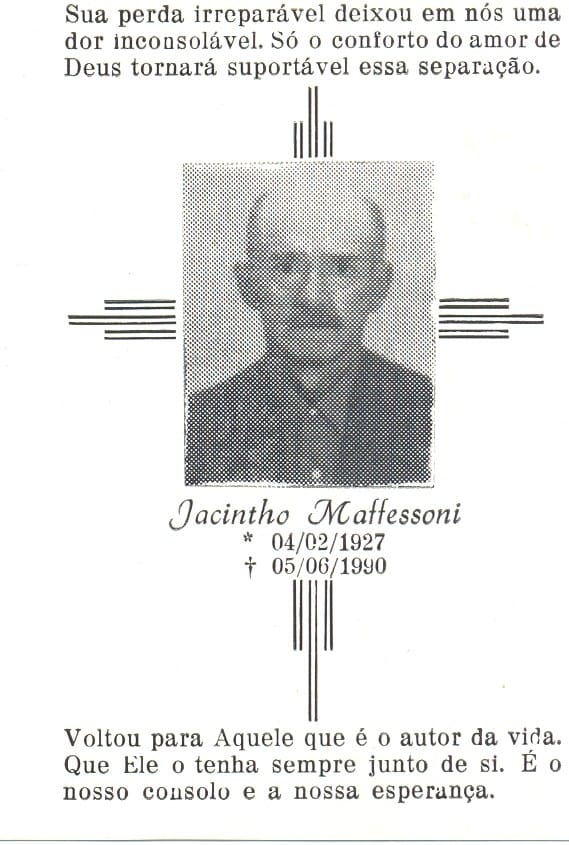 Sua perda irreparável deixou em nós uma
dor inconsolável. Só o conforto do amor de
Deus tornará suportável essa separação.
Jacintho Maffessoni
* 04/02/1927
† 05/06/1990
Voltou para Aquele que é o autor da vida.
Que Ele o tenha sempre junto de si. É o
nosso consolo e a nossa esperança.